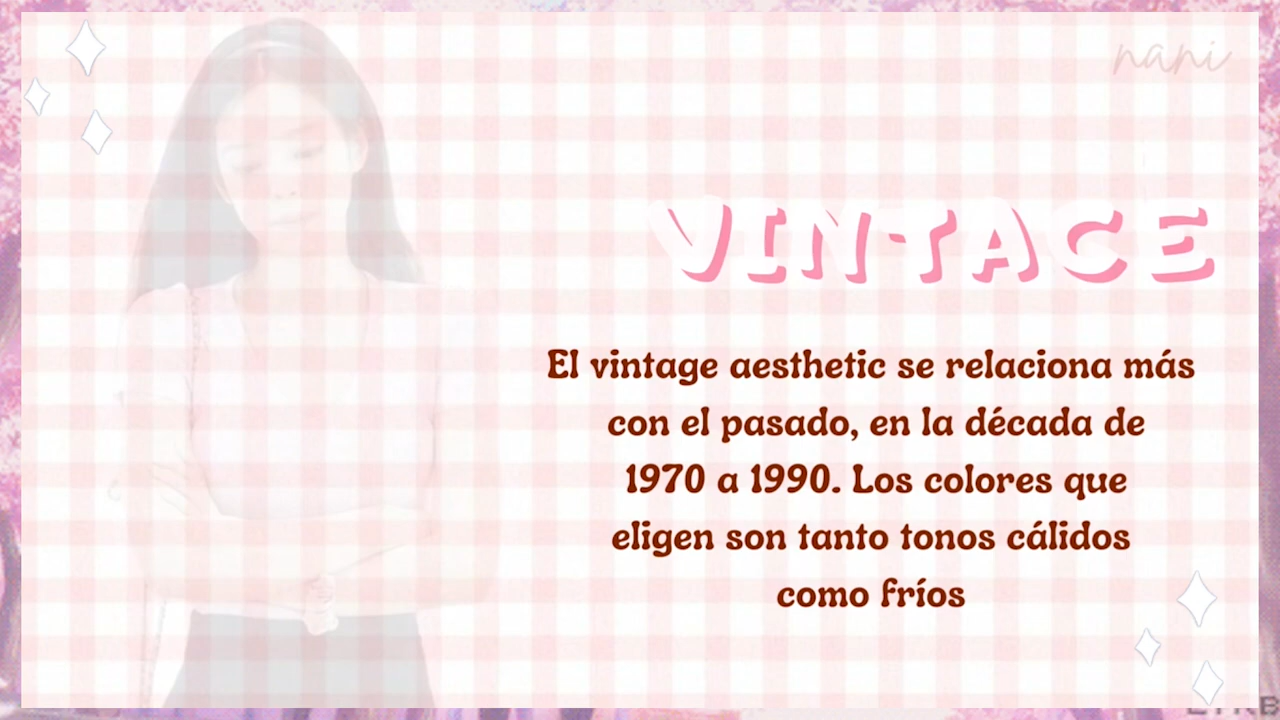 nani
VINTAGE
El vintage aesthetic se relaciona más
con el pasado, en la década de
1970 a 1990. Los colores que
eligen son tanto tonos cálidos
como fríos